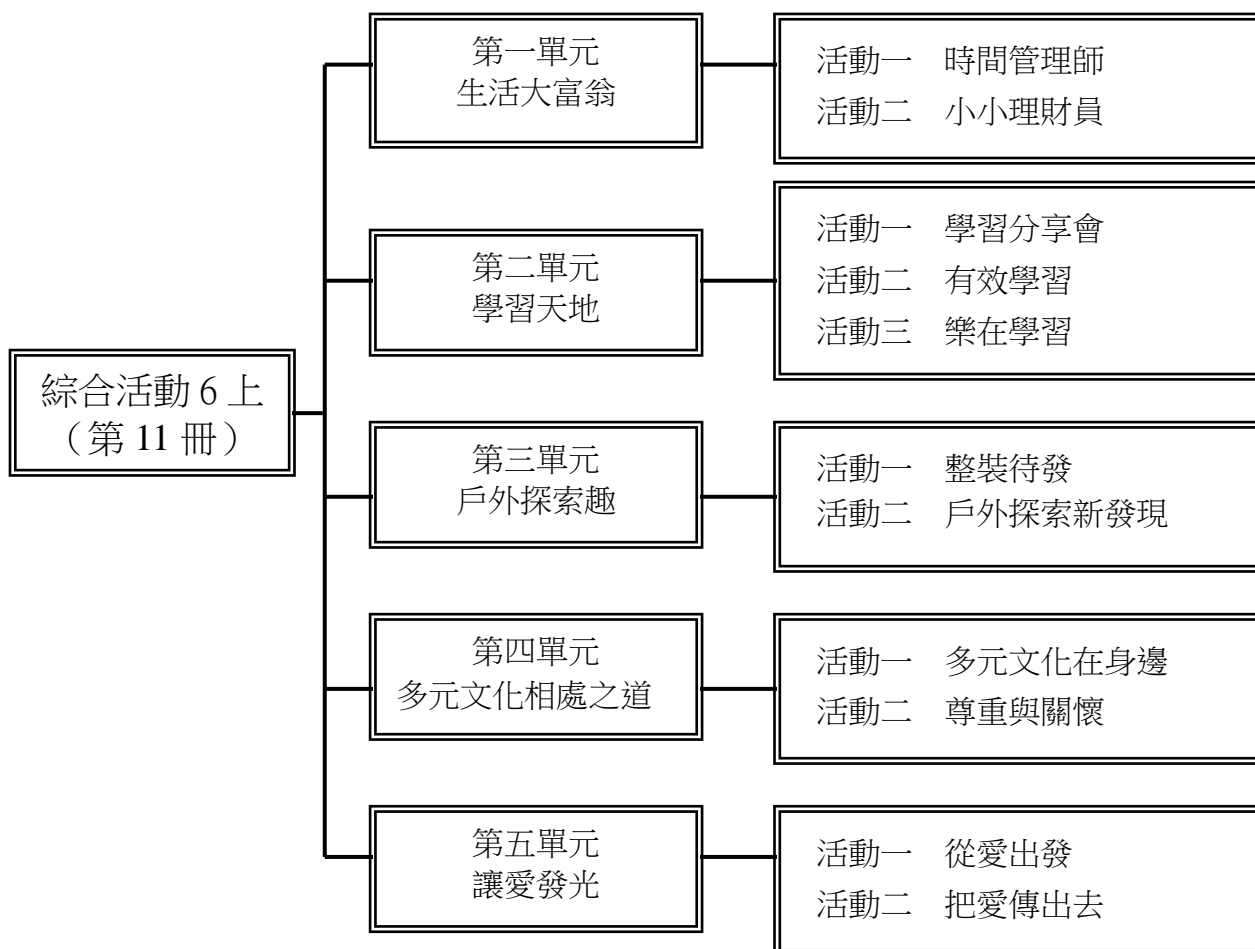 綜合活動 6 上
（第 11 冊）
第一單元
生活大富翁
活動一　時間管理師
活動二　小小理財員
第二單元
學習天地
活動一　學習分享會
活動二　有效學習
活動三　樂在學習
第三單元
戶外探索趣
活動一　整裝待發
活動二　戶外探索新發現
第四單元
多元文化相處之道
活動一　多元文化在身邊
活動二　尊重與關懷
第五單元
讓愛發光
活動一　從愛出發
活動二　把愛傳出去